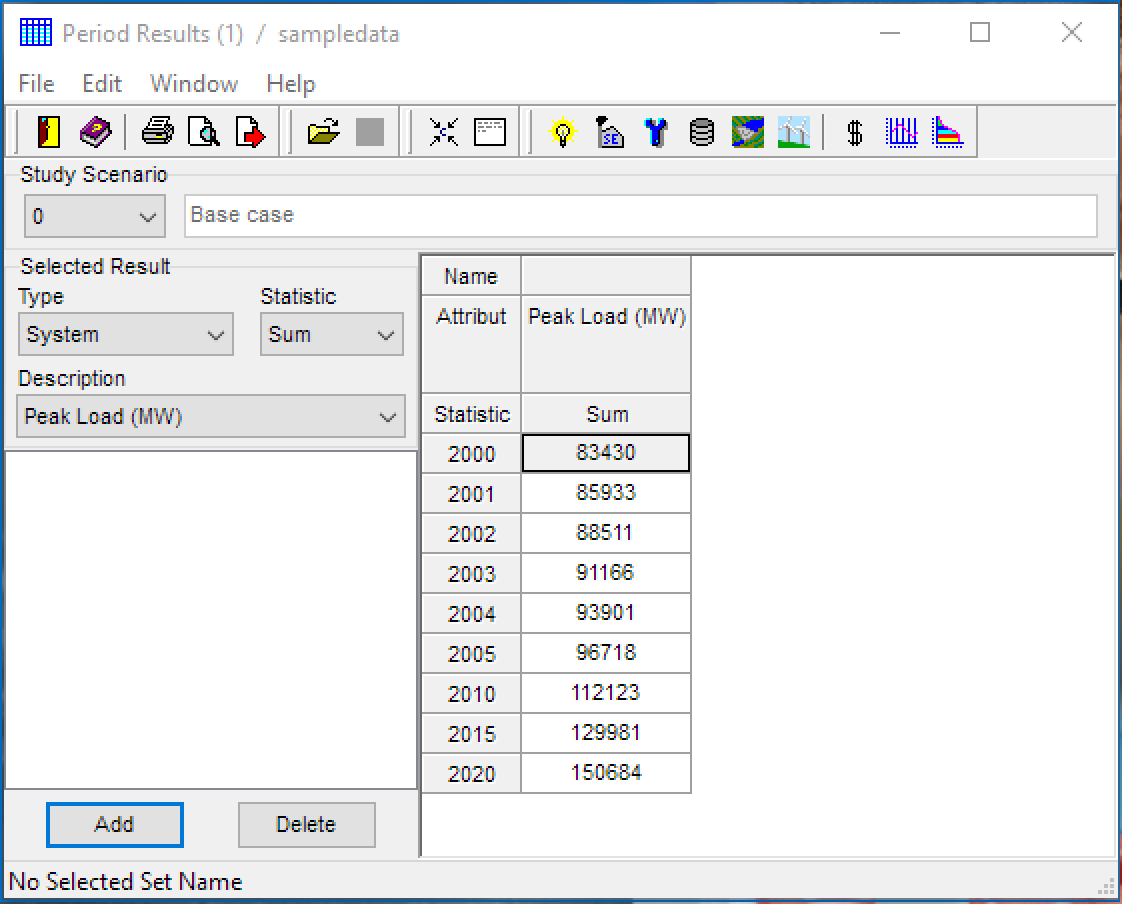 Period Results (1) / sampledata
File Edit Window Help
SE $
Study Scenario
0 Base case
Selected Result
Type Statistic
System Sum
Description
Peak Load (MW)
Add Delete
Name
Attribut Peak Load (MW)
Statistic Sum
2000 83430
2001 85933
2002 88511
2003 91166
2004 93901
2005 96718
2010 112123
2015 129981
2020 150684
No Selected Set Name